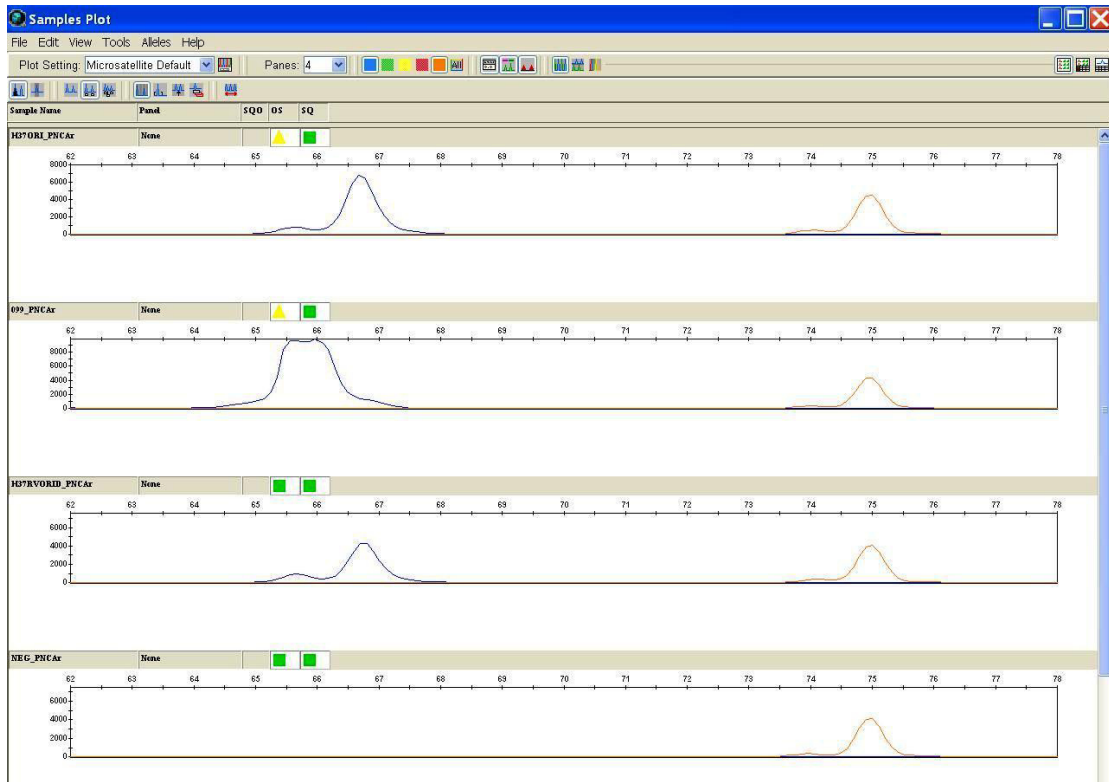 Samples Plot
File Edit View Tools Alleles Help
Plot Setting: Microsatellite Default Panes: 4 All
Sample Name Panel SQO OS SQ
H37ORI_PNCAr None
62 63 64 65 66 67 68 69 70 71 72 73 74 75 76 77 78
8000
6000
4000
2000
0
099_PNCAr None
62 63 64 65 66 67 68 69 70 71 72 73 74 75 76 77 78
8000
6000
4000
2000
0
H37RVORID_PNCAr None
62 63 64 65 66 67 68 69 70 71 72 73 74 75 76 77 78
6000
4000
2000
0
NEG_PNCAr None
62 63 64 65 66 67 68 69 70 71 72 73 74 75 76 77 78
6000
4000
2000
0